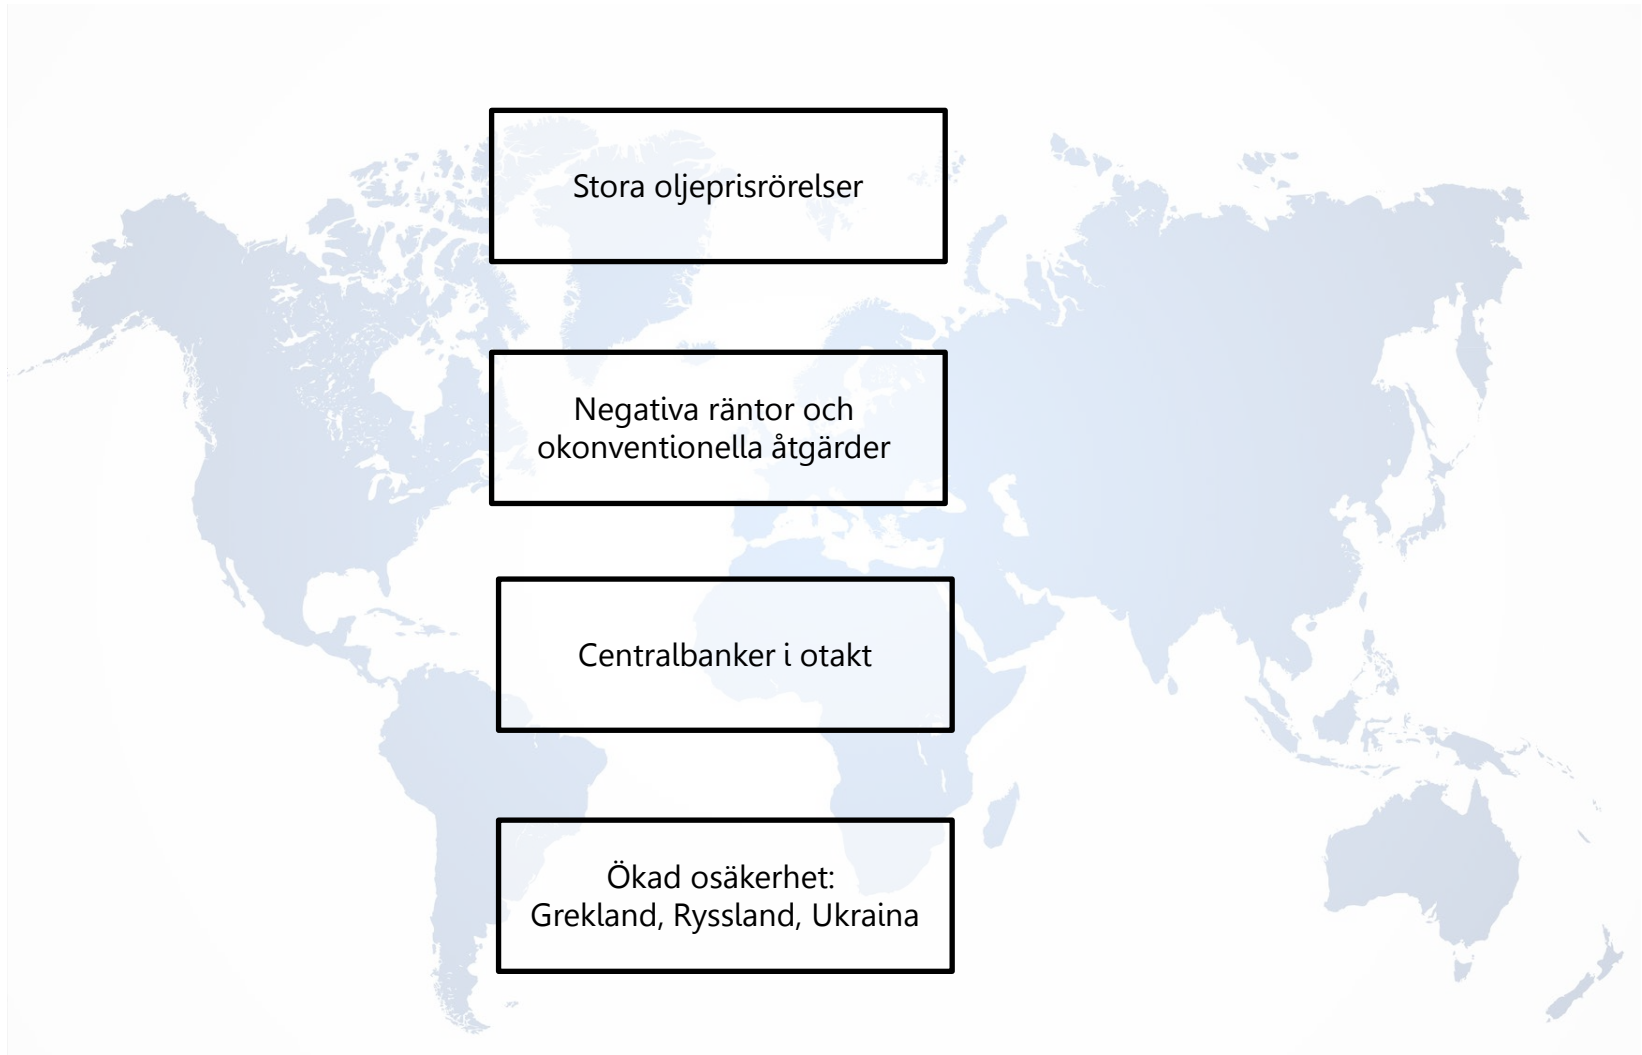 Stora oljeprisrörelser
Negativa räntor och
okonventionella åtgärder
Centralbanker i otakt
Ökad osäkerhet:
Grekland, Ryssland, Ukraina